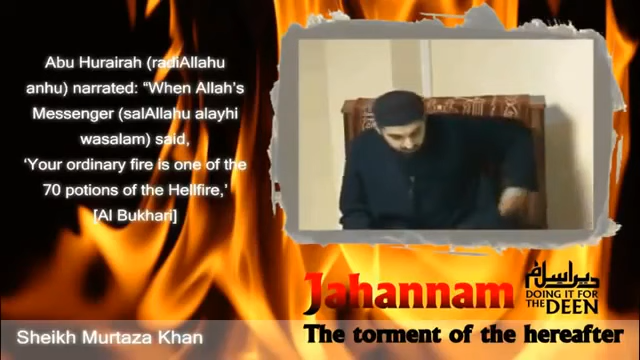 Abu Hurairah (radiAllahu
anhu) narrated: “When Allah’s
Messenger (salAllahu alayhi
wasalam) said,
‘Your ordinary fire is one of the
70 potions of the Hellfire,’
[Al Bukhari]
Jahannam
DOING IT FOR
THE DEEN
The torment of the hereafter
Sheikh Murtaza Khan